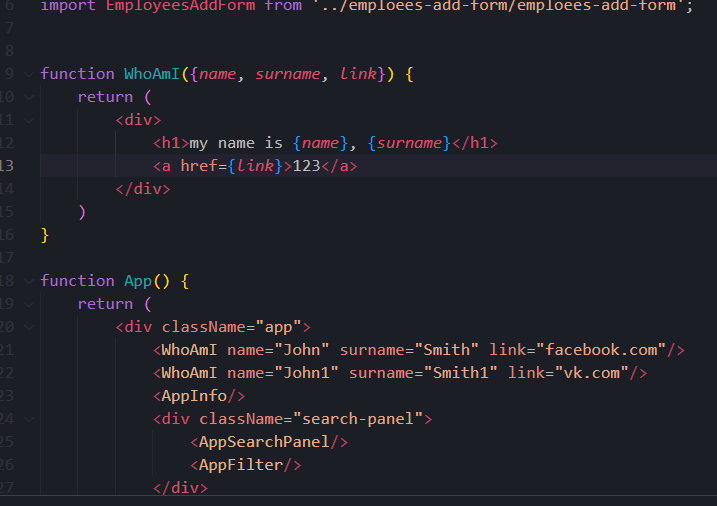 6 import EmployeesAddForm from '../emploees-add-form/emploees-add-form';
7
8
9 function WhoAmI({name, surname, link}) {
10 return (
11 <div>
12 <h1>my name is {name}, {surname}</h1>
13 <a href={link}>123</a>
14 </div>
15 )
16 }
17
18 function App() {
19 return (
20 <div className="app">
21 <WhoAmI name="John" surname="Smith" link="facebook.com"/>
22 <WhoAmI name="John1" surname="Smith1" link="vk.com"/>
23 <AppInfo/>
24 <div className="search-panel">
25 <AppSearchPanel/>
26 <AppFilter/>
27 </div>